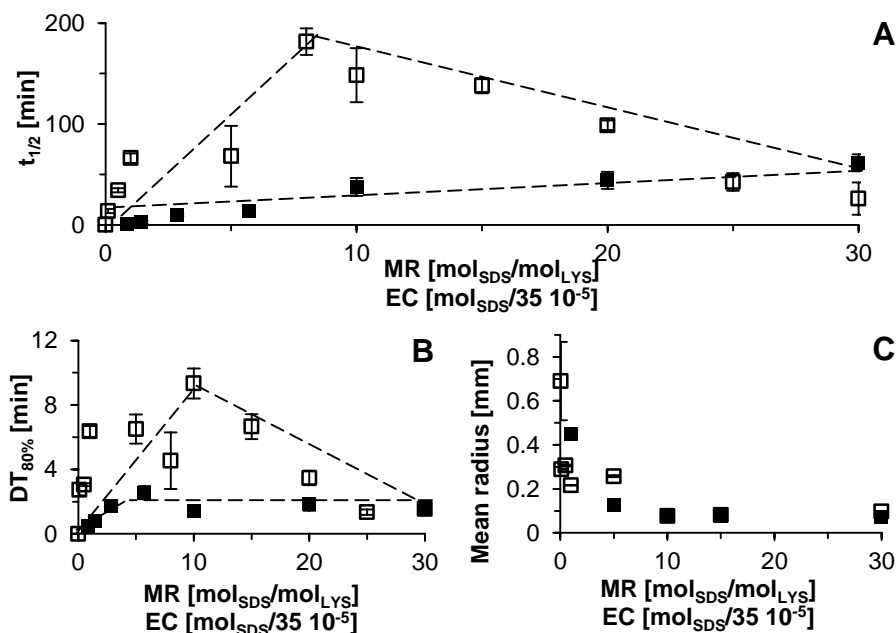 A
200
100
0
t1/2 [min]
0 10 20 30
MR [molSDS/molLYS]
EC [molSDS/35 10-5]
B
12
8
4
0
DT80% [min]
0 10 20 30
MR [molSDS/molLYS]
EC [molSDS/35 10-5]
C
0.8
0.6
0.4
0.2
0
Mean radius [mm]
0 10 20 30
MR [molSDS/molLYS]
EC [molSDS/35 10-5]